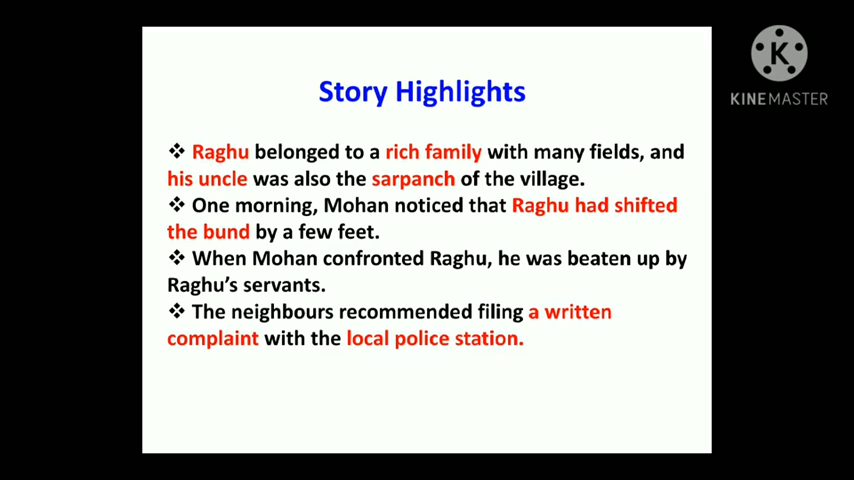 Story Highlights
K
KINEMASTER
❖ Raghu belonged to a rich family with many fields, and
his uncle was also the sarpanch of the village.
❖ One morning, Mohan noticed that Raghu had shifted
the bund by a few feet.
❖ When Mohan confronted Raghu, he was beaten up by
Raghu’s servants.
❖ The neighbours recommended filing a written
complaint with the local police station.